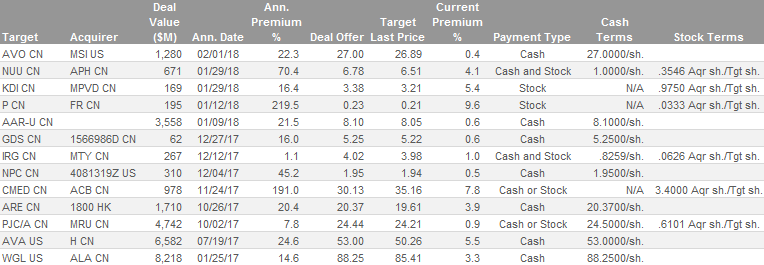 Target Acquirer Deal Value ($M) Ann. Date Ann. Premium % Deal Offer Target Last Price Current Premium % Payment Type Cash Terms Stock Terms
AVO CN MSI US 1,280 02/01/18 22.3 27.00 26.89 0.4 Cash 27.0000/sh.
NUU CN APH CN 671 01/29/18 70.4 6.78 6.51 4.1 Cash and Stock 1.0000/sh. .3546 Aqr sh./Tgt sh.
KDI CN MPVD CN 169 01/29/18 16.4 3.38 3.21 5.4 Stock N/A .9750 Aqr sh./Tgt sh.
P CN FR CN 195 01/12/18 219.5 0.23 0.21 9.6 Stock N/A .0333 Aqr sh./Tgt sh.
AAR-U CN 3,558 01/09/18 21.5 8.10 8.05 0.6 Cash 8.1000/sh.
GDS CN 1566986D CN 62 12/27/17 16.0 5.25 5.22 0.6 Cash 5.2500/sh.
IRG CN MTY CN 267 12/12/17 1.1 4.02 3.98 1.0 Cash and Stock .8259/sh. .0626 Aqr sh./Tgt sh.
NPC CN 4081319Z US 310 12/04/17 45.2 1.95 1.94 0.5 Cash 1.9500/sh.
CMED CN ACB CN 978 11/24/17 191.0 30.13 35.16 7.8 Cash or Stock N/A 3.4000 Aqr sh./Tgt sh.
ARE CN 1800 HK 1,710 10/26/17 20.4 20.37 19.61 3.9 Cash 20.3700/sh.
PJC/A CN MRU CN 4,742 10/02/17 7.8 24.44 24.21 0.9 Cash or Stock 24.5000/sh. .6101 Aqr sh./Tgt sh.
AVA US H CN 6,582 07/19/17 24.6 53.00 50.26 5.5 Cash 53.0000/sh.
WGL US ALA CN 8,218 01/25/17 14.6 88.25 85.41 3.3 Cash 88.2500/sh.